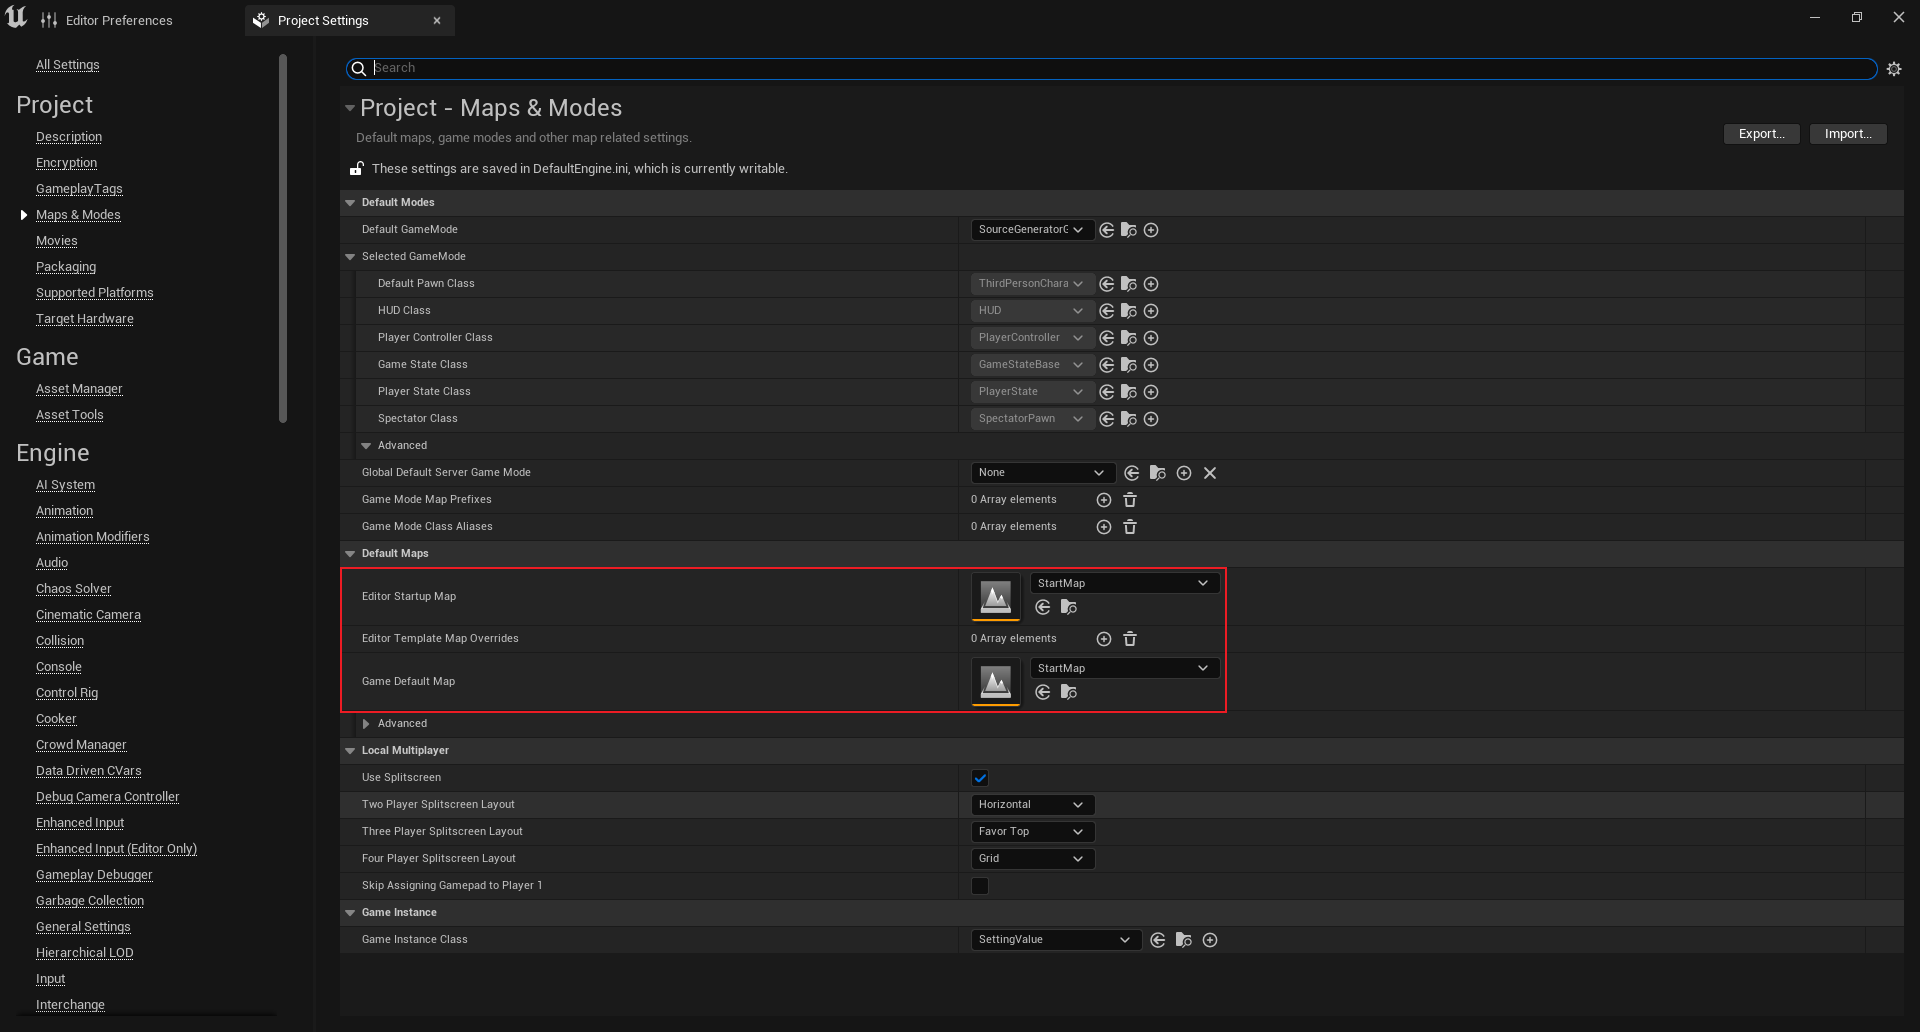 Editor Preferences
Project Settings
All Settings
Project
Description
Encryption
GameplayTags
Maps & Modes
Movies
Packaging
Supported Platforms
Target Hardware
Game
Asset Manager
Asset Tools
Engine
AI System
Animation
Animation Modifiers
Audio
Chaos Solver
Cinematic Camera
Collision
Console
Control Rig
Cooker
Crowd Manager
Data Driven CVars
Debug Camera Controller
Enhanced Input
Enhanced Input (Editor Only)
Gameplay Debugger
Garbage Collection
General Settings
Hierarchical LOD
Input
Interchange
Search
Project - Maps & Modes
Default maps, game modes and other map related settings.
Export...
Import...
These settings are saved in DefaultEngine.ini, which is currently writable.
Default Modes
Default GameMode
SourceGeneratorG
Selected GameMode
Default Pawn Class
ThirdPersonChara
HUD Class
HUD
Player Controller Class
PlayerController
Game State Class
GameStateBase
Player State Class
PlayerState
Spectator Class
SpectatorPawn
Advanced
Global Default Server Game Mode
None
Game Mode Map Prefixes
0 Array elements
Game Mode Class Aliases
0 Array elements
Default Maps
Editor Startup Map
StartMap
Editor Template Map Overrides
0 Array elements
Game Default Map
StartMap
Advanced
Local Multiplayer
Use Splitscreen
Two Player Splitscreen Layout
Horizontal
Three Player Splitscreen Layout
Favor Top
Four Player Splitscreen Layout
Grid
Skip Assigning Gamepad to Player 1
Game Instance
Game Instance Class
SettingValue